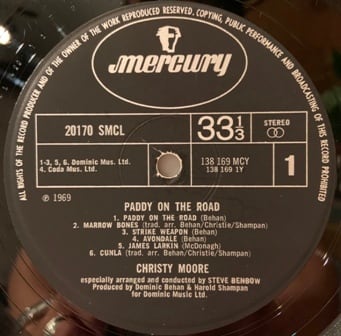 ALL RIGHTS OF THE RECORD PRODUCER AND OF THE OWNER OF THE WORK REPRODUCED RESERVED. COPYING, PUBLIC PERFORMANCE AND BROADCASTING OF THIS RECORD PROHIBITED
mercury
20170 SMCL
33 1/3
STEREO
1-3, 5, 6. Dominic Mus. Ltd.
4. Coda Mus. Ltd.
138 169 MCY
138 169 1Y
1
℗ 1969
PADDY ON THE ROAD
1. PADDY ON THE ROAD (Behan)
2. MARROW BONES (trad. arr. Behan/Christie/Shampan)
3. STRIKE WEAPON (Behan)
4. AVONDALE (Behan)
5. JAMES LARKIN (McDonagh)
6. CUNLA (trad. arr. Behan/Christie/Shampan)
CHRISTY MOORE
especially arranged and conducted by STEVE BENBOW
Produced by Dominic Behan & Harold Shampan
for Dominic Music Ltd.